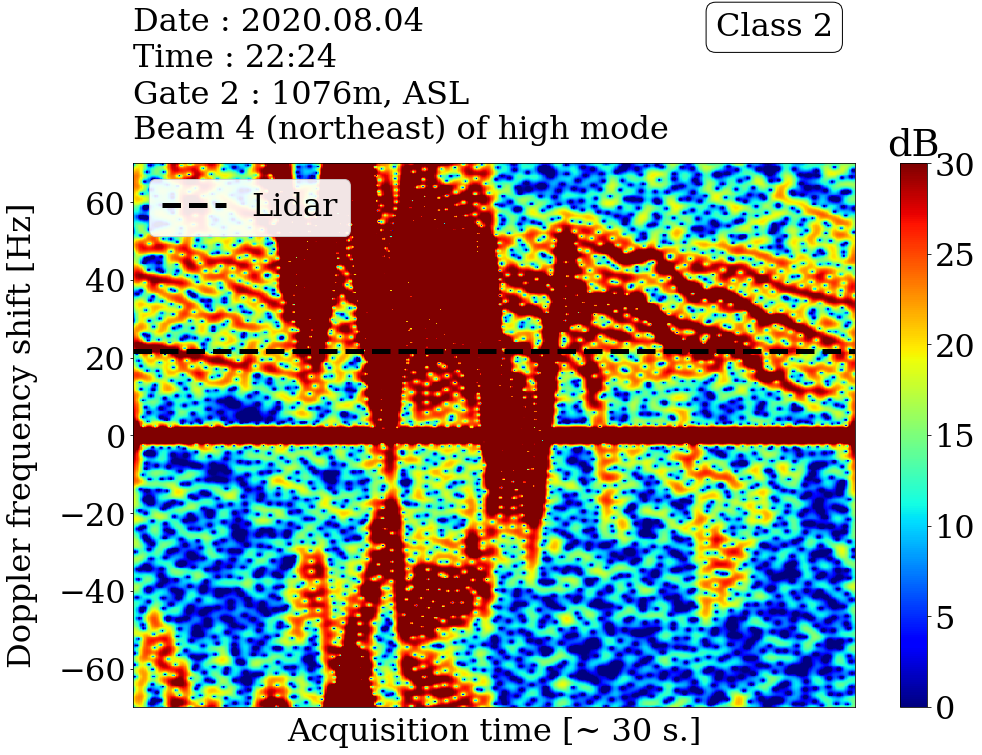 Date : 2020.08.04
Time : 22:24
Gate 2 : 1076m, ASL
Beam 4 (northeast) of high mode
Class 2
dB
Lidar
Doppler frequency shift [Hz]
60
40
20
0
−20
−40
−60
30
25
20
15
10
5
0
Acquisition time [~ 30 s.]